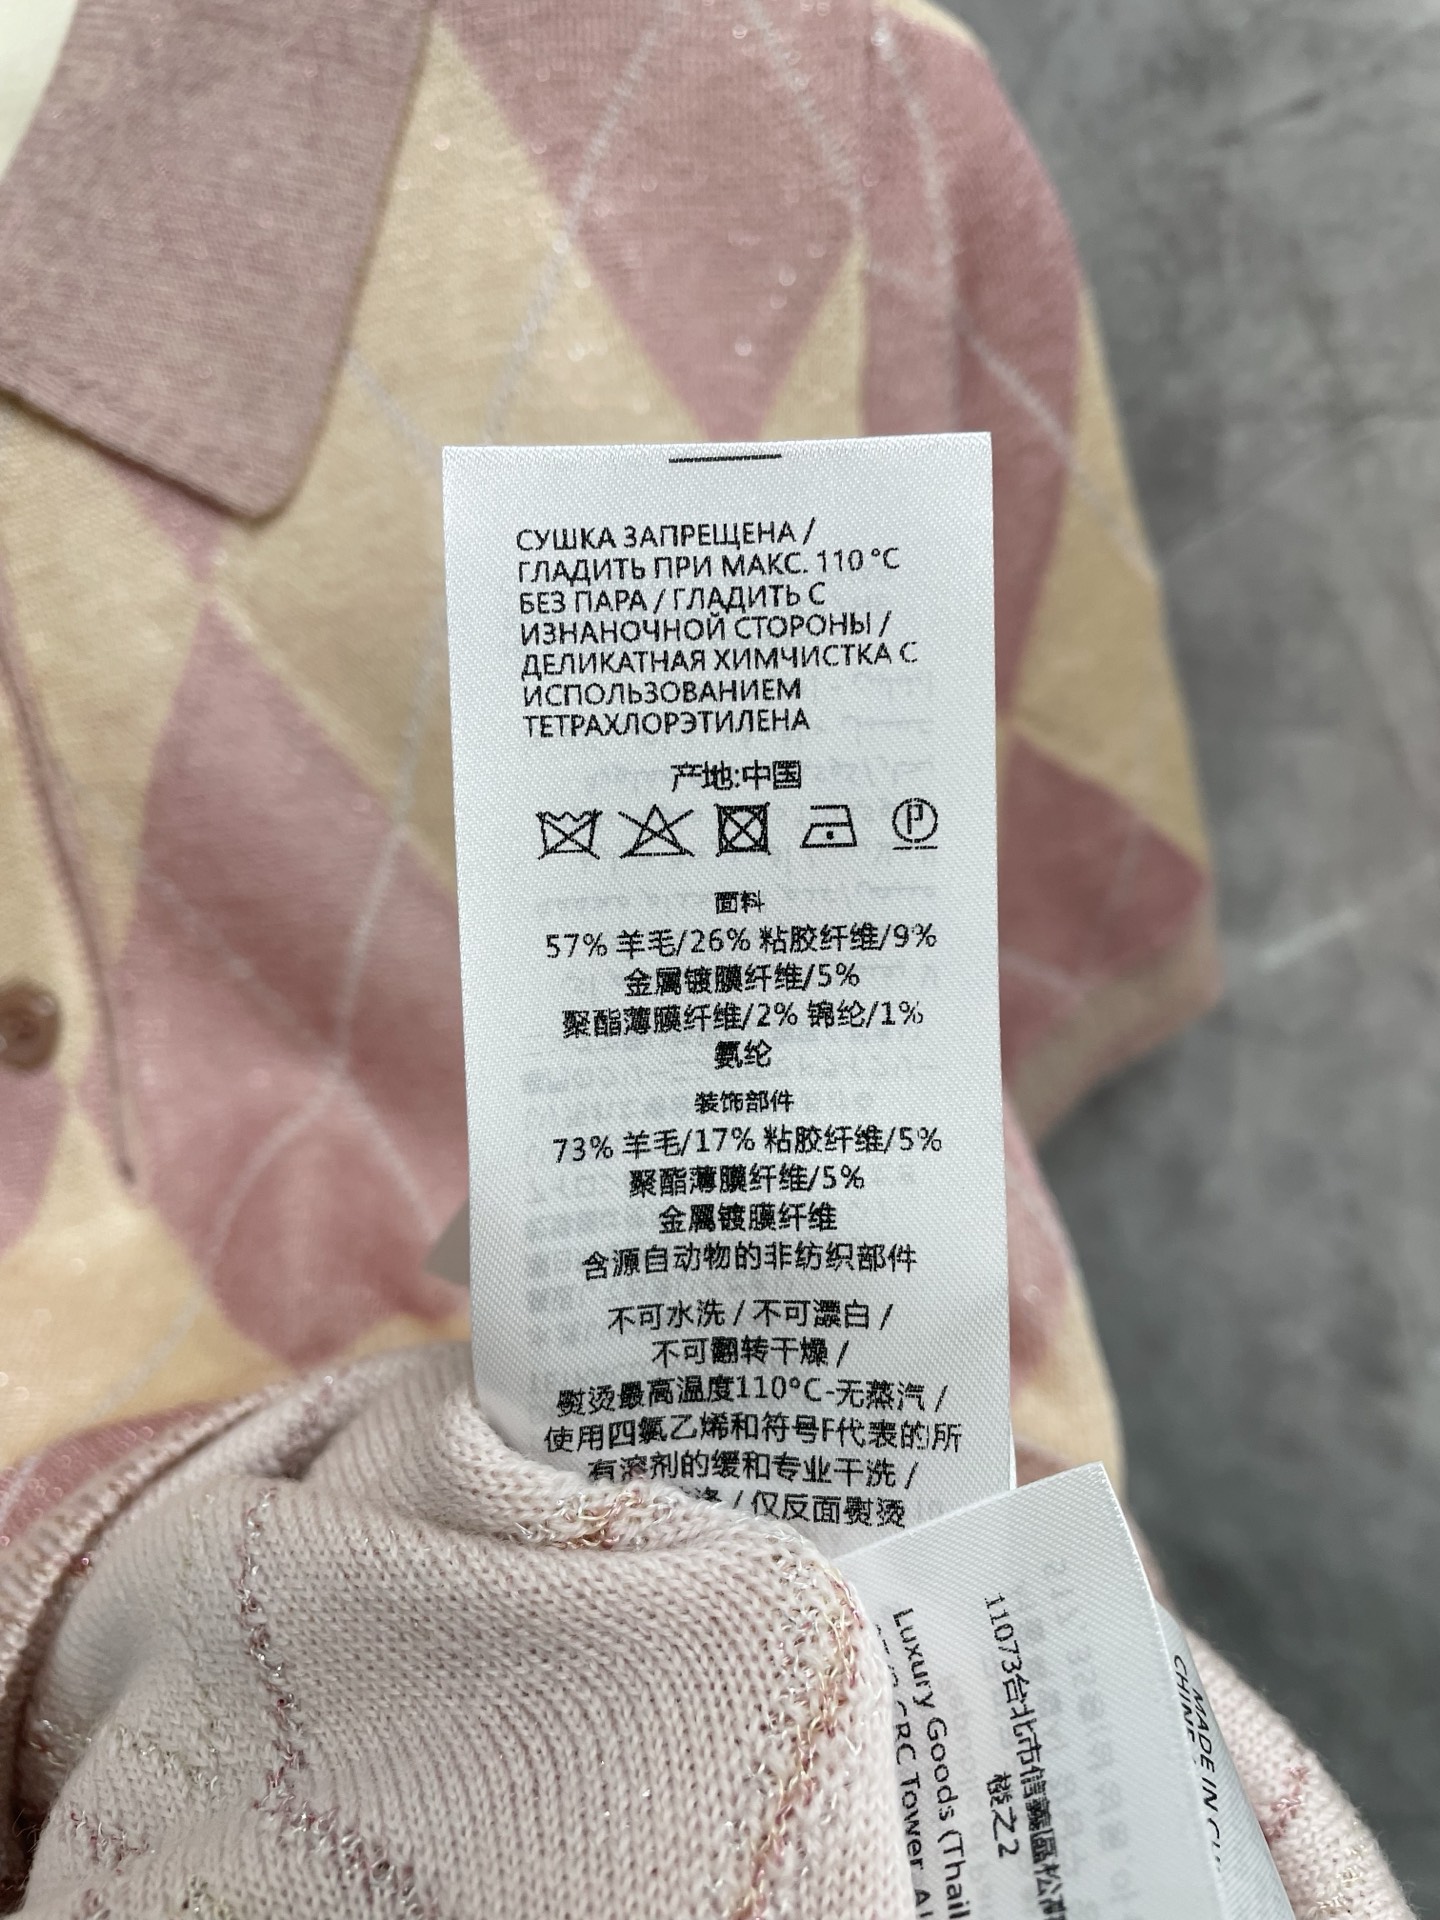 СУШКА ЗАПРЕЩЕНА /
ГЛАДИТЬ ПРИ МАКС. 110 °C
БЕЗ ПАРА / ГЛАДИТЬ С
ИЗНАНОЧНОЙ СТОРОНЫ /
ДЕЛИКАТНАЯ ХИМЧИСТКА С
ИСПОЛЬЗОВАНИЕМ
ТЕТРАХЛОРЭТИЛЕНА
产地:中国
P
面料
57% 羊毛/26% 粘胶纤维/9%
金属镀膜纤维/5%
聚酯薄膜纤维/2% 锦纶/1%
氨纶
装饰部件
73% 羊毛/17% 粘胶纤维/5%
聚酯薄膜纤维/5%
金属镀膜纤维
含源自动物的非纺织部件
不可水洗 / 不可漂白 /
不可翻转干燥 /
熨烫最高温度110°C-无蒸汽 /
使用四氯乙烯和符号F代表的所
有溶剂的缓和专业干洗 /
/ 仅反面熨烫
11073台北市信義區松
樓之2
Luxury Goods (Thail
CRC Tower
MADE IN